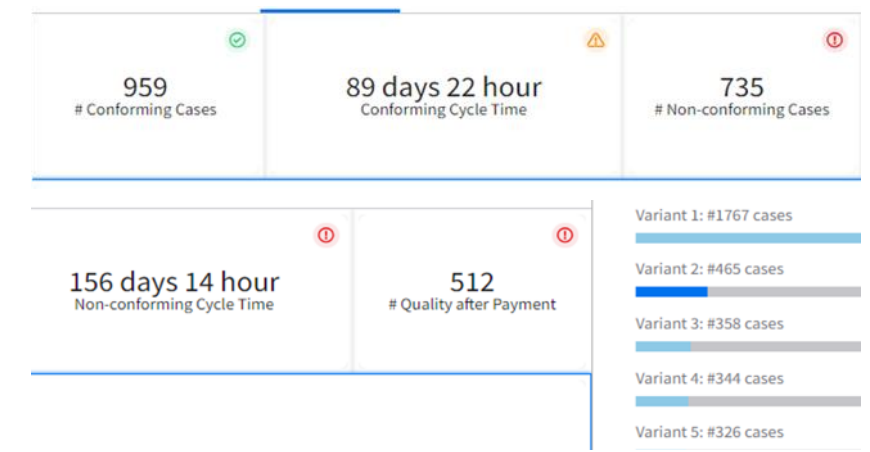 959
# Conforming Cases
89 days 22 hour
Conforming Cycle Time
735
# Non-conforming Cases
156 days 14 hour
Non-conforming Cycle Time
512
# Quality after Payment
Variant 1: #1767 cases
Variant 2: #465 cases
Variant 3: #358 cases
Variant 4: #344 cases
Variant 5: #326 cases